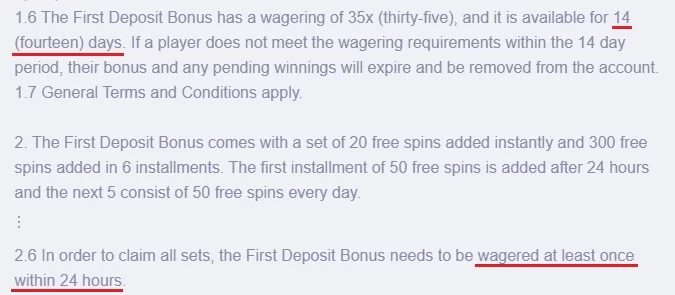 1.6 The First Deposit Bonus has a wagering of 35x (thirty-five), and it is available for 14
(fourteen) days. If a player does not meet the wagering requirements within the 14 day
period, their bonus and any pending winnings will expire and be removed from the account.
1.7 General Terms and Conditions apply.
2. The First Deposit Bonus comes with a set of 20 free spins added instantly and 300 free
spins added in 6 installments. The first installment of 50 free spins is added after 24 hours
and the next 5 consist of 50 free spins every day.
⋮
2.6 In order to claim all sets, the First Deposit Bonus needs to be wagered at least once
within 24 hours.